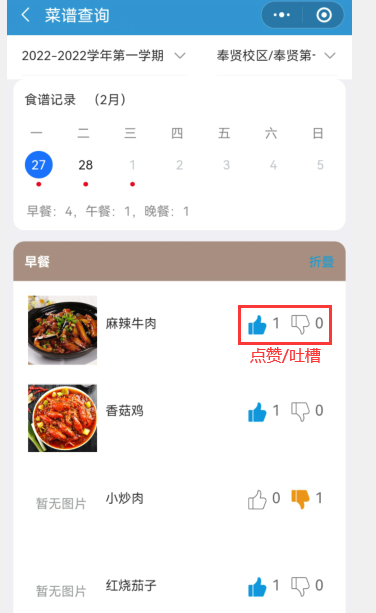 菜谱查询
2022-2022学年第一学期 奉贤校区/奉贤第一
食谱记录 （2月）
一 二 三 四 五 六 日
27 28 1 2 3 4 5
早餐：4，午餐：1，晚餐：1
早餐 折叠
麻辣牛肉 1 0
点赞/吐槽
香菇鸡 1 0
暂无图片 小炒肉 0 1
暂无图片 红烧茄子 1 0